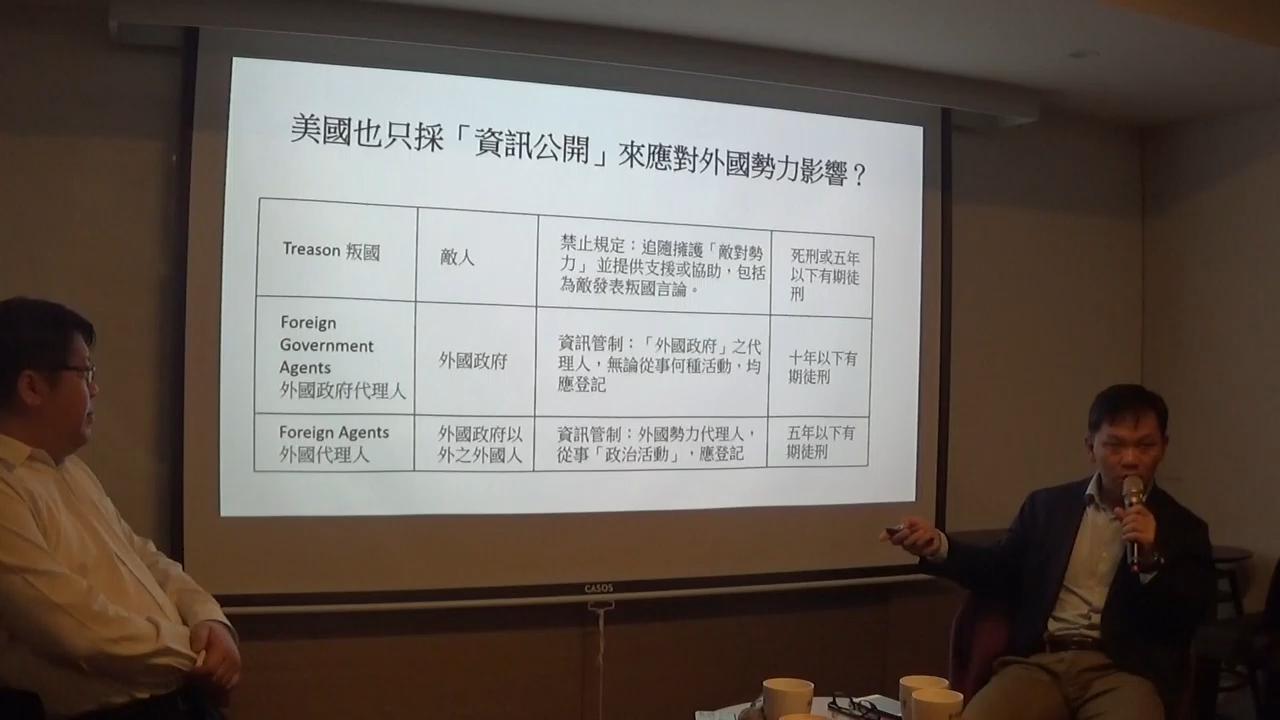 美國也只採「資訊公開」來應對外國勢力影響？
Treason 叛國
敵人
禁止規定：追隨擁護「敵對勢
力」並提供支援或協助，包括
為敵發表叛國言論。
死刑或五年
以下有期徒
刑
Foreign
Government
Agents
外國政府代理人
外國政府
資訊管制：「外國政府」之代
理人，無論從事何種活動，均
應登記
十年以下有
期徒刑
Foreign Agents
外國代理人
外國政府以
外之外國人
資訊管制：外國勢力代理人，
從事「政治活動」，應登記
五年以下有
期徒刑
CASOS